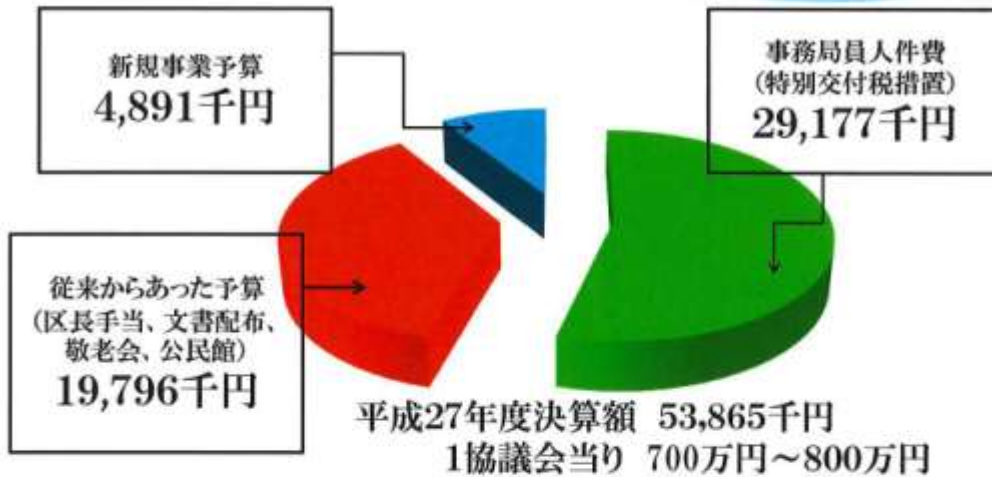 新規事業予算
4,891千円
事務局員人件費
(特別交付税措置)
29,177千円
従来からあった予算
(区長手当、文書配布、
敬老会、公民館)
19,796千円
平成27年度決算額 53,865千円
1協議会当り 700万円～800万円